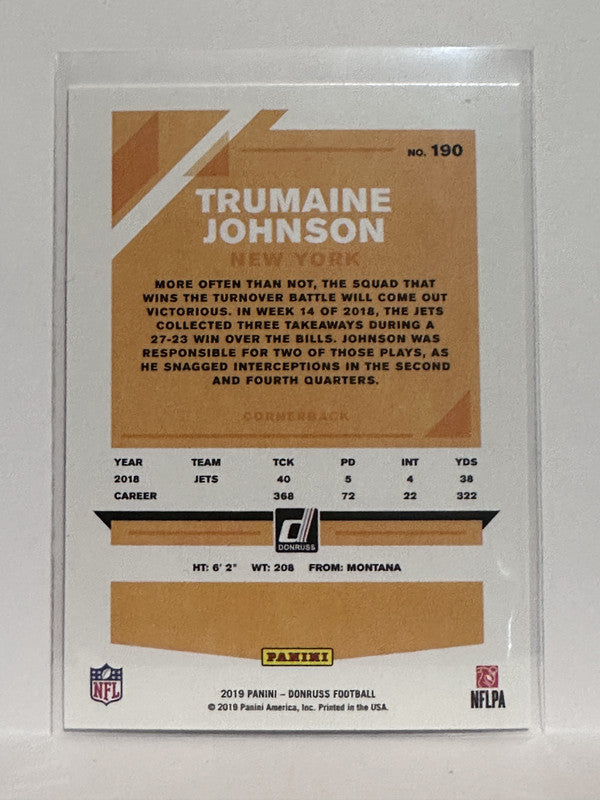 NO. 190
TRUMAINE
JOHNSON
NEW YORK
MORE OFTEN THAN NOT, THE SQUAD THAT
WINS THE TURNOVER BATTLE WILL COME OUT
VICTORIOUS. IN WEEK 14 OF 2018, THE JETS
COLLECTED THREE TAKEAWAYS DURING A
27-23 WIN OVER THE BILLS. JOHNSON WAS
RESPONSIBLE FOR TWO OF THOSE PLAYS, AS
HE SNAGGED INTERCEPTIONS IN THE SECOND
AND FOURTH QUARTERS.
CORNERBACK
YEAR TEAM TCK PD INT YDS
2018 JETS 40 5 4 38
CAREER 368 72 22 322
d
DONRUSS
HT: 6' 2" WT: 208 FROM: MONTANA
PANINI
NFL
NFLPA
2019 PANINI – DONRUSS FOOTBALL
© 2019 Panini America, Inc. Printed in the USA.